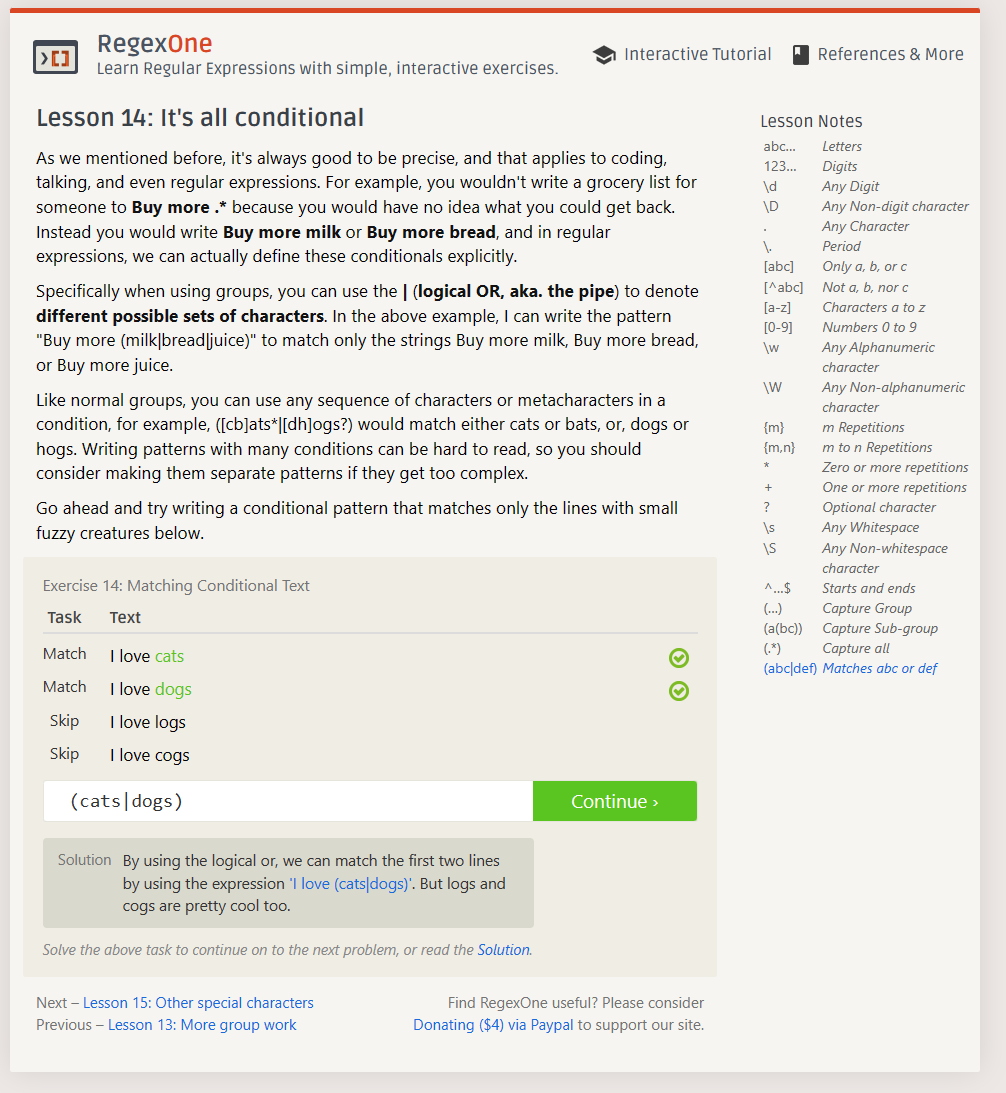 RegexOne
Learn Regular Expressions with simple, interactive exercises.
Interactive Tutorial
References & More
Lesson 14: It's all conditional
As we mentioned before, it's always good to be precise, and that applies to coding,
talking, and even regular expressions. For example, you wouldn't write a grocery list for
someone to Buy more .* because you would have no idea what you could get back.
Instead you would write Buy more milk or Buy more bread, and in regular
expressions, we can actually define these conditionals explicitly.
Specifically when using groups, you can use the | (logical OR, aka. the pipe) to denote
different possible sets of characters. In the above example, I can write the pattern
"Buy more (milk|bread|juice)" to match only the strings Buy more milk, Buy more bread,
or Buy more juice.
Like normal groups, you can use any sequence of characters or metacharacters in a
condition, for example, ([cb]ats*|[dh]ogs?) would match either cats or bats, or, dogs or
hogs. Writing patterns with many conditions can be hard to read, so you should
consider making them separate patterns if they get too complex.
Go ahead and try writing a conditional pattern that matches only the lines with small
fuzzy creatures below.
Exercise 14: Matching Conditional Text
Task Text
Match I love cats
Match I love dogs
Skip I love logs
Skip I love cogs
(cats|dogs)
Continue ›
Solution By using the logical or, we can match the first two lines
by using the expression 'I love (cats|dogs)'. But logs and
cogs are pretty cool too.
Solve the above task to continue on to the next problem, or read the Solution.
Next – Lesson 15: Other special characters
Previous – Lesson 13: More group work
Find RegexOne useful? Please consider
Donating ($4) via Paypal to support our site.
Lesson Notes
abc… Letters
123… Digits
\d Any Digit
\D Any Non-digit character
. Any Character
\. Period
[abc] Only a, b, or c
[^abc] Not a, b, nor c
[a-z] Characters a to z
[0-9] Numbers 0 to 9
\w Any Alphanumeric
character
\W Any Non-alphanumeric
character
{m} m Repetitions
{m,n} m to n Repetitions
* Zero or more repetitions
+ One or more repetitions
? Optional character
\s Any Whitespace
\S Any Non-whitespace
character
^…$ Starts and ends
(…) Capture Group
(a(bc)) Capture Sub-group
(.*) Capture all
(abc|def) Matches abc or def